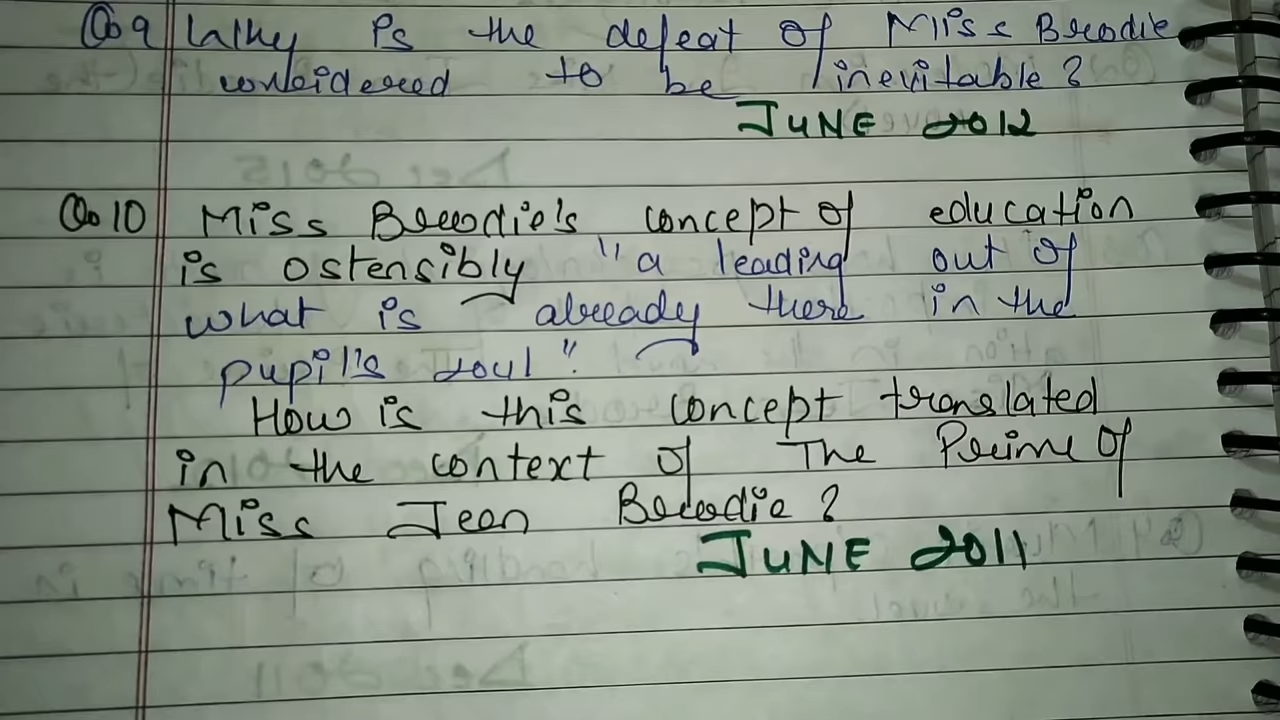 Q.9 Why is the defeat of Miss Brodie
considered to be inevitable?
JUNE 2012
Q.10 Miss Brodie's concept of education
is ostensibly "a leading out of
what is already there in the
pupil's soul".
How is this concept translated
in the context of The Prime Of
Miss Jean Brodie?
JUNE 2011